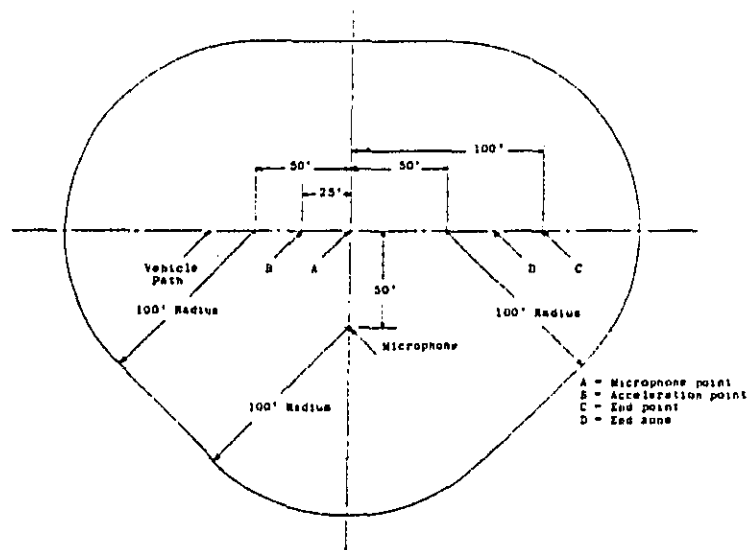 100'
50'
50'
25'
Vehicle
Path
B
A
D
C
50'
100' Radius
100' Radius
Microphone
100' Radius
A = Microphone point
B = Acceleration point
C = End point
D = End zone